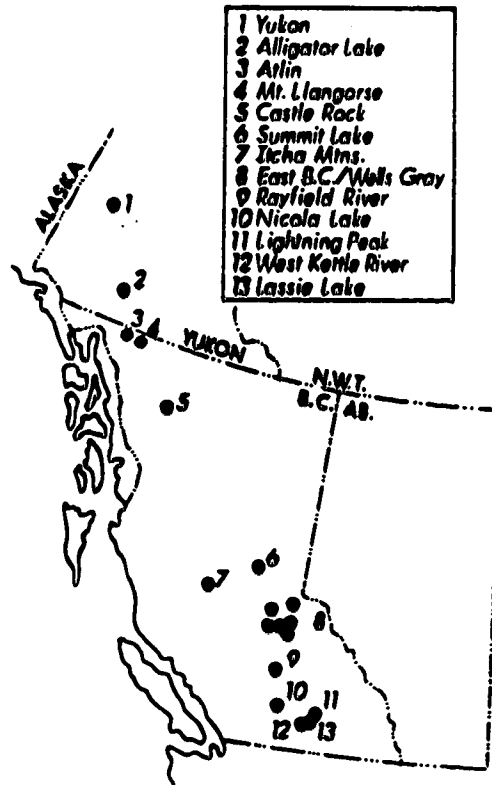 1 Yukon
2 Alligator Lake
3 Atlin
4 Mt. Llangorse
5 Castle Rock
6 Summit Lake
7 Itcha Mtns.
8 East B.C./Wells Gray
9 Rayfield River
10 Nicola Lake
11 Lightning Peak
12 West Kettle River
13 Lassie Lake
ALASKA
1
2
3 4
YUKON
N.W.T.
B.C. AB.
5
6
7
8
9
10 11
12 13